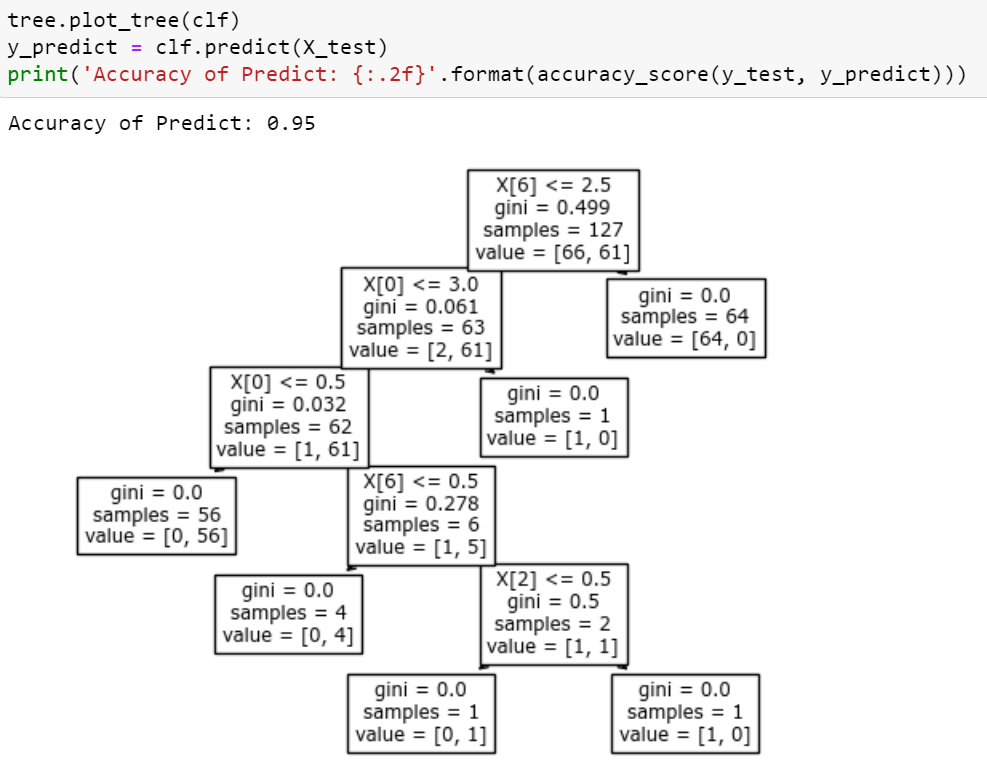 tree.plot_tree(clf)
y_predict = clf.predict(X_test)
print('Accuracy of Predict: {:.2f}'.format(accuracy_score(y_test, y_predict)))
Accuracy of Predict: 0.95
X[6] <= 2.5
gini = 0.499
samples = 127
value = [66, 61]
X[0] <= 3.0
gini = 0.061
samples = 63
value = [2, 61]
gini = 0.0
samples = 64
value = [64, 0]
X[0] <= 0.5
gini = 0.032
samples = 62
value = [1, 61]
gini = 0.0
samples = 1
value = [1, 0]
gini = 0.0
samples = 56
value = [0, 56]
X[6] <= 0.5
gini = 0.278
samples = 6
value = [1, 5]
gini = 0.0
samples = 4
value = [0, 4]
X[2] <= 0.5
gini = 0.5
samples = 2
value = [1, 1]
gini = 0.0
samples = 1
value = [0, 1]
gini = 0.0
samples = 1
value = [1, 0]